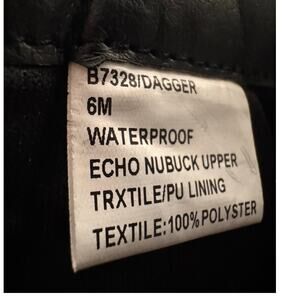 B7328/DAGGER
6M
WATERPROOF
ECHO NUBUCK UPPER
TRXTILE/PU LINING
TEXTILE:100% POLYSTER